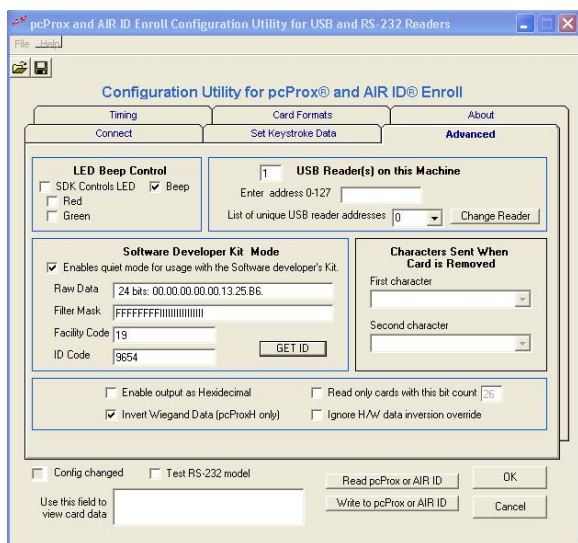 pcProx and AIR ID Enroll Configuration Utility for USB and RS-232 Readers
File Help
Configuration Utility for pcProx® and AIR ID® Enroll
Timing Card Formats About
Connect Set Keystroke Data Advanced
LED Beep Control
SDK Controls LED Beep
Red
Green
1 USB Reader(s) on this Machine
Enter address 0-127
List of unique USB reader addresses 0 Change Reader
Software Developer Kit Mode
Enables quiet mode for usage with the Software developer's Kit.
Raw Data 24 bits: 00.00.00.00.00.13.25.B6.
Filter Mask FFFFFFFFIIIIIIIIIIIIIIII
Facility Code 19
ID Code 9654 GET ID
Characters Sent When
Card is Removed
First character
Second character
Enable output as Hexidecimal Read only cards with this bit count 26
Invert Wiegand Data (pcProxH only) Ignore H/W data inversion override
Config changed Test RS-232 model
Read pcProx or AIR ID OK
Use this field to
view card data
Write to pcProx or AIR ID Cancel